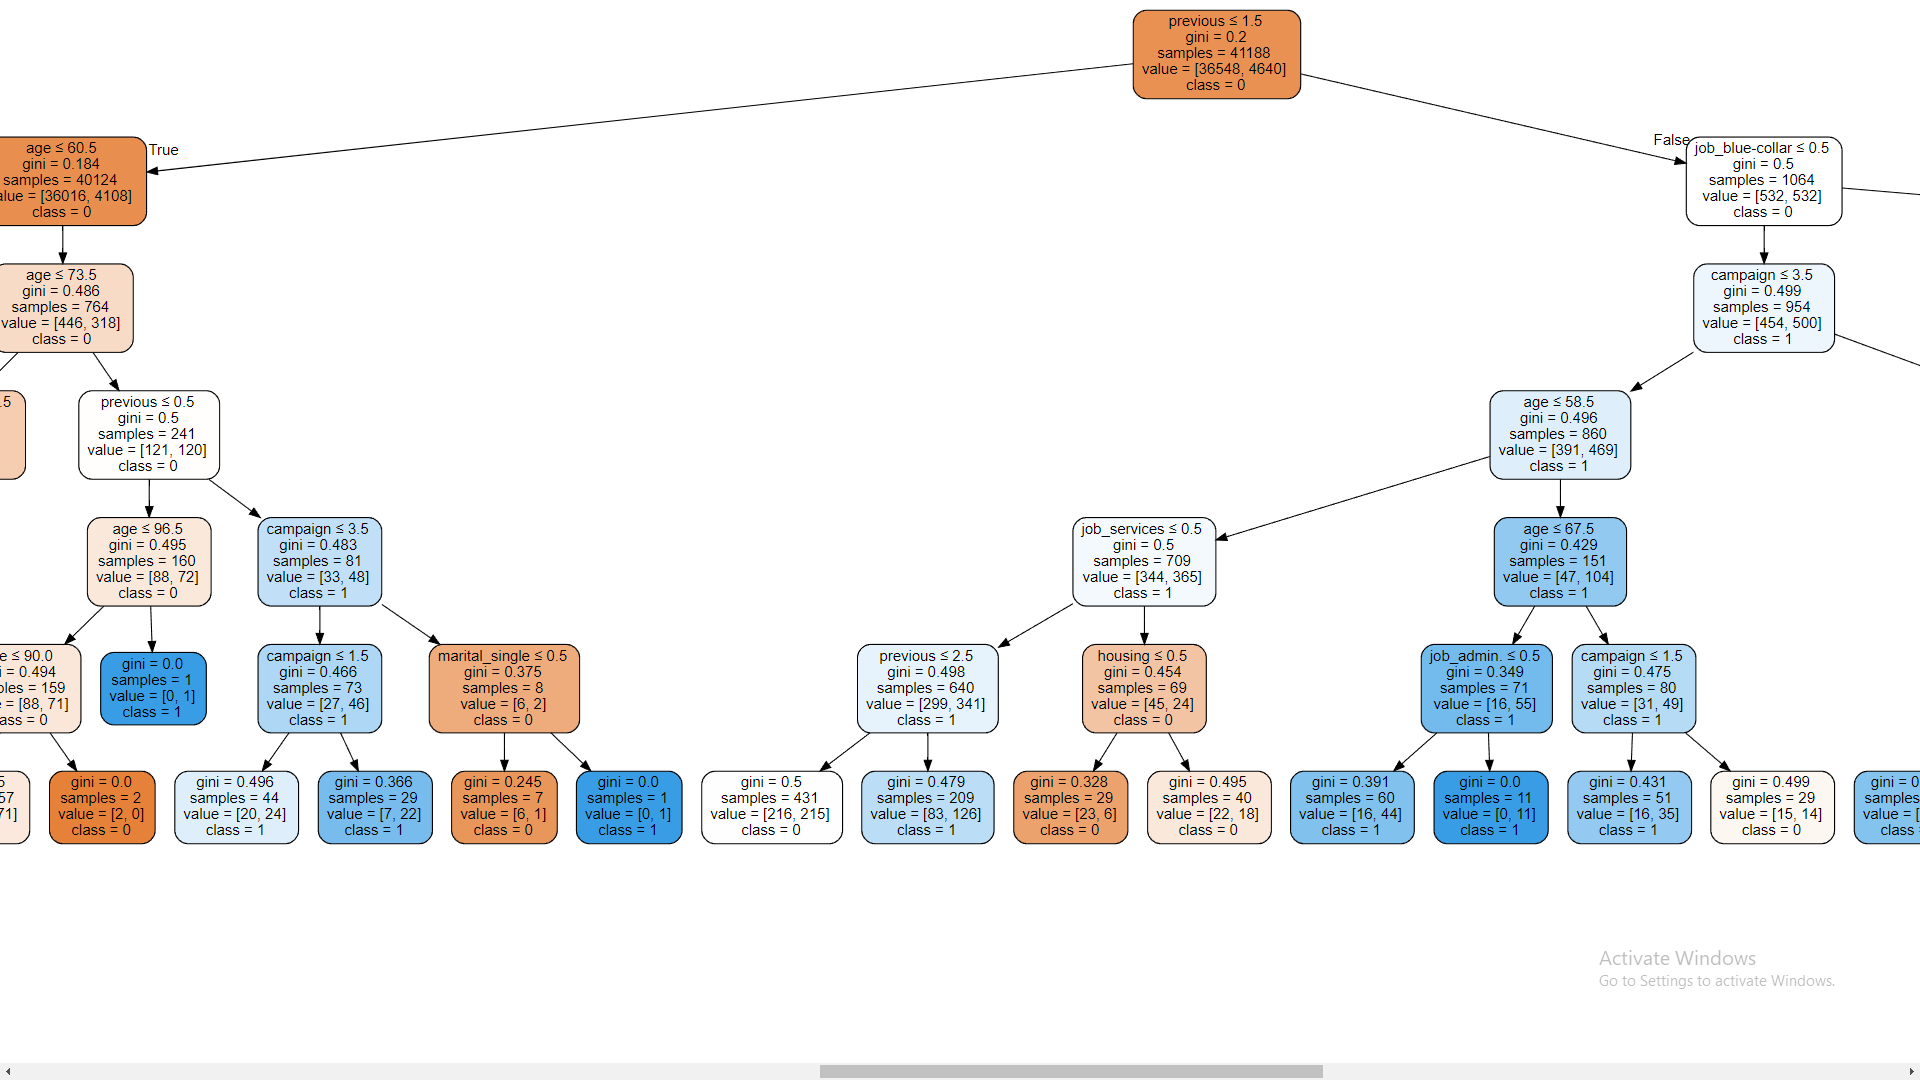 previous ≤ 1.5
gini = 0.2
samples = 41188
value = [36548, 4640]
class = 0
True
False
age ≤ 60.5
gini = 0.184
samples = 40124
alue = [36016, 4108]
class = 0
job_blue-collar ≤ 0.5
gini = 0.5
samples = 1064
value = [532, 532]
class = 0
age ≤ 73.5
gini = 0.486
samples = 764
value = [446, 318]
class = 0
campaign ≤ 3.5
gini = 0.499
samples = 954
value = [454, 500]
class = 1
.5
previous ≤ 0.5
gini = 0.5
samples = 241
value = [121, 120]
class = 0
age ≤ 58.5
gini = 0.496
samples = 860
value = [391, 469]
class = 1
age ≤ 96.5
gini = 0.495
samples = 160
value = [88, 72]
class = 0
campaign ≤ 3.5
gini = 0.483
samples = 81
value = [33, 48]
class = 1
job_services ≤ 0.5
gini = 0.5
samples = 709
value = [344, 365]
class = 1
age ≤ 67.5
gini = 0.429
samples = 151
value = [47, 104]
class = 1
e ≤ 90.0
i = 0.494
les = 159
= [88, 71]
ass = 0
gini = 0.0
samples = 1
value = [0, 1]
class = 1
campaign ≤ 1.5
gini = 0.466
samples = 73
value = [27, 46]
class = 1
marital_single ≤ 0.5
gini = 0.375
samples = 8
value = [6, 2]
class = 0
previous ≤ 2.5
gini = 0.498
samples = 640
value = [299, 341]
class = 1
housing ≤ 0.5
gini = 0.454
samples = 69
value = [45, 24]
class = 0
job_admin. ≤ 0.5
gini = 0.349
samples = 71
value = [16, 55]
class = 1
campaign ≤ 1.5
gini = 0.475
samples = 80
value = [31, 49]
class = 1
5
57
71]
gini = 0.0
samples = 2
value = [2, 0]
class = 0
gini = 0.496
samples = 44
value = [20, 24]
class = 1
gini = 0.366
samples = 29
value = [7, 22]
class = 1
gini = 0.245
samples = 7
value = [6, 1]
class = 0
gini = 0.0
samples = 1
value = [0, 1]
class = 1
gini = 0.5
samples = 431
value = [216, 215]
class = 0
gini = 0.479
samples = 209
value = [83, 126]
class = 1
gini = 0.328
samples = 29
value = [23, 6]
class = 0
gini = 0.495
samples = 40
value = [22, 18]
class = 0
gini = 0.391
samples = 60
value = [16, 44]
class = 1
gini = 0.0
samples = 11
value = [0, 11]
class = 1
gini = 0.431
samples = 51
value = [16, 35]
class = 1
gini = 0.499
samples = 29
value = [15, 14]
class = 0
gini = 0
samples
value = [
class
Activate Windows
Go to Settings to activate Windows.